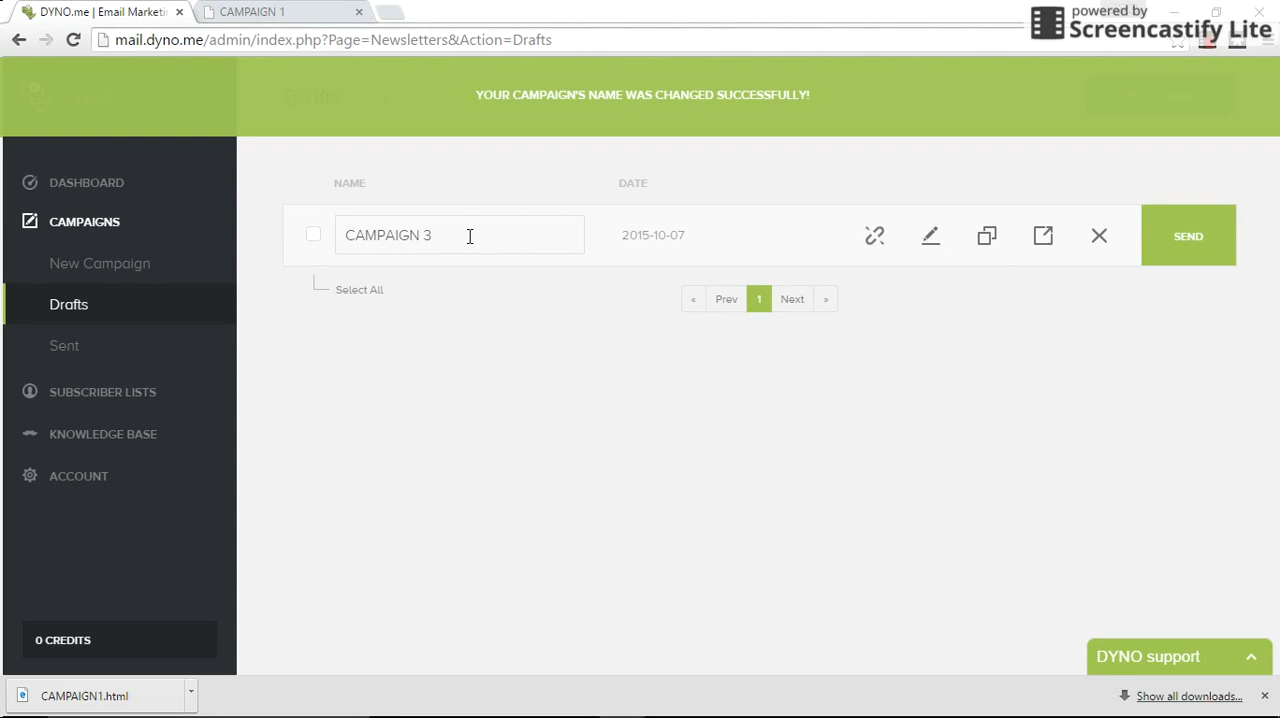 DYNO.me | Email Marketi
CAMPAIGN 1
powered by
Screencastify Lite
mail.dyno.me/admin/index.php?Page=Newsletters&Action=Drafts
Drafts
YOUR CAMPAIGN'S NAME WAS CHANGED SUCCESSFULLY!
DASHBOARD
CAMPAIGNS
New Campaign
Drafts
Sent
SUBSCRIBER LISTS
KNOWLEDGE BASE
ACCOUNT
0 CREDITS
NAME
DATE
CAMPAIGN 3
2015-10-07
SEND
Select All
« Prev 1 Next »
DYNO support
CAMPAIGN1.html
Show all downloads...